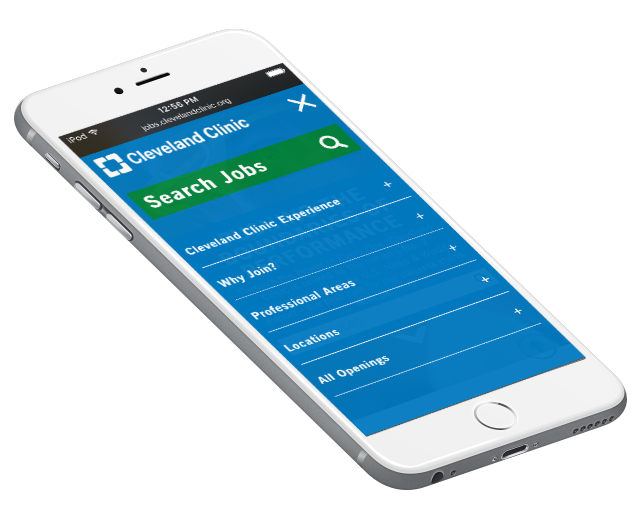 iPod 12:56 PM
jobs.clevelandclinic.org
Cleveland Clinic
Search Jobs
Cleveland Clinic Experience +
Why Join? +
PERFORMANCE
Professional Areas +
Locations +
All Openings +